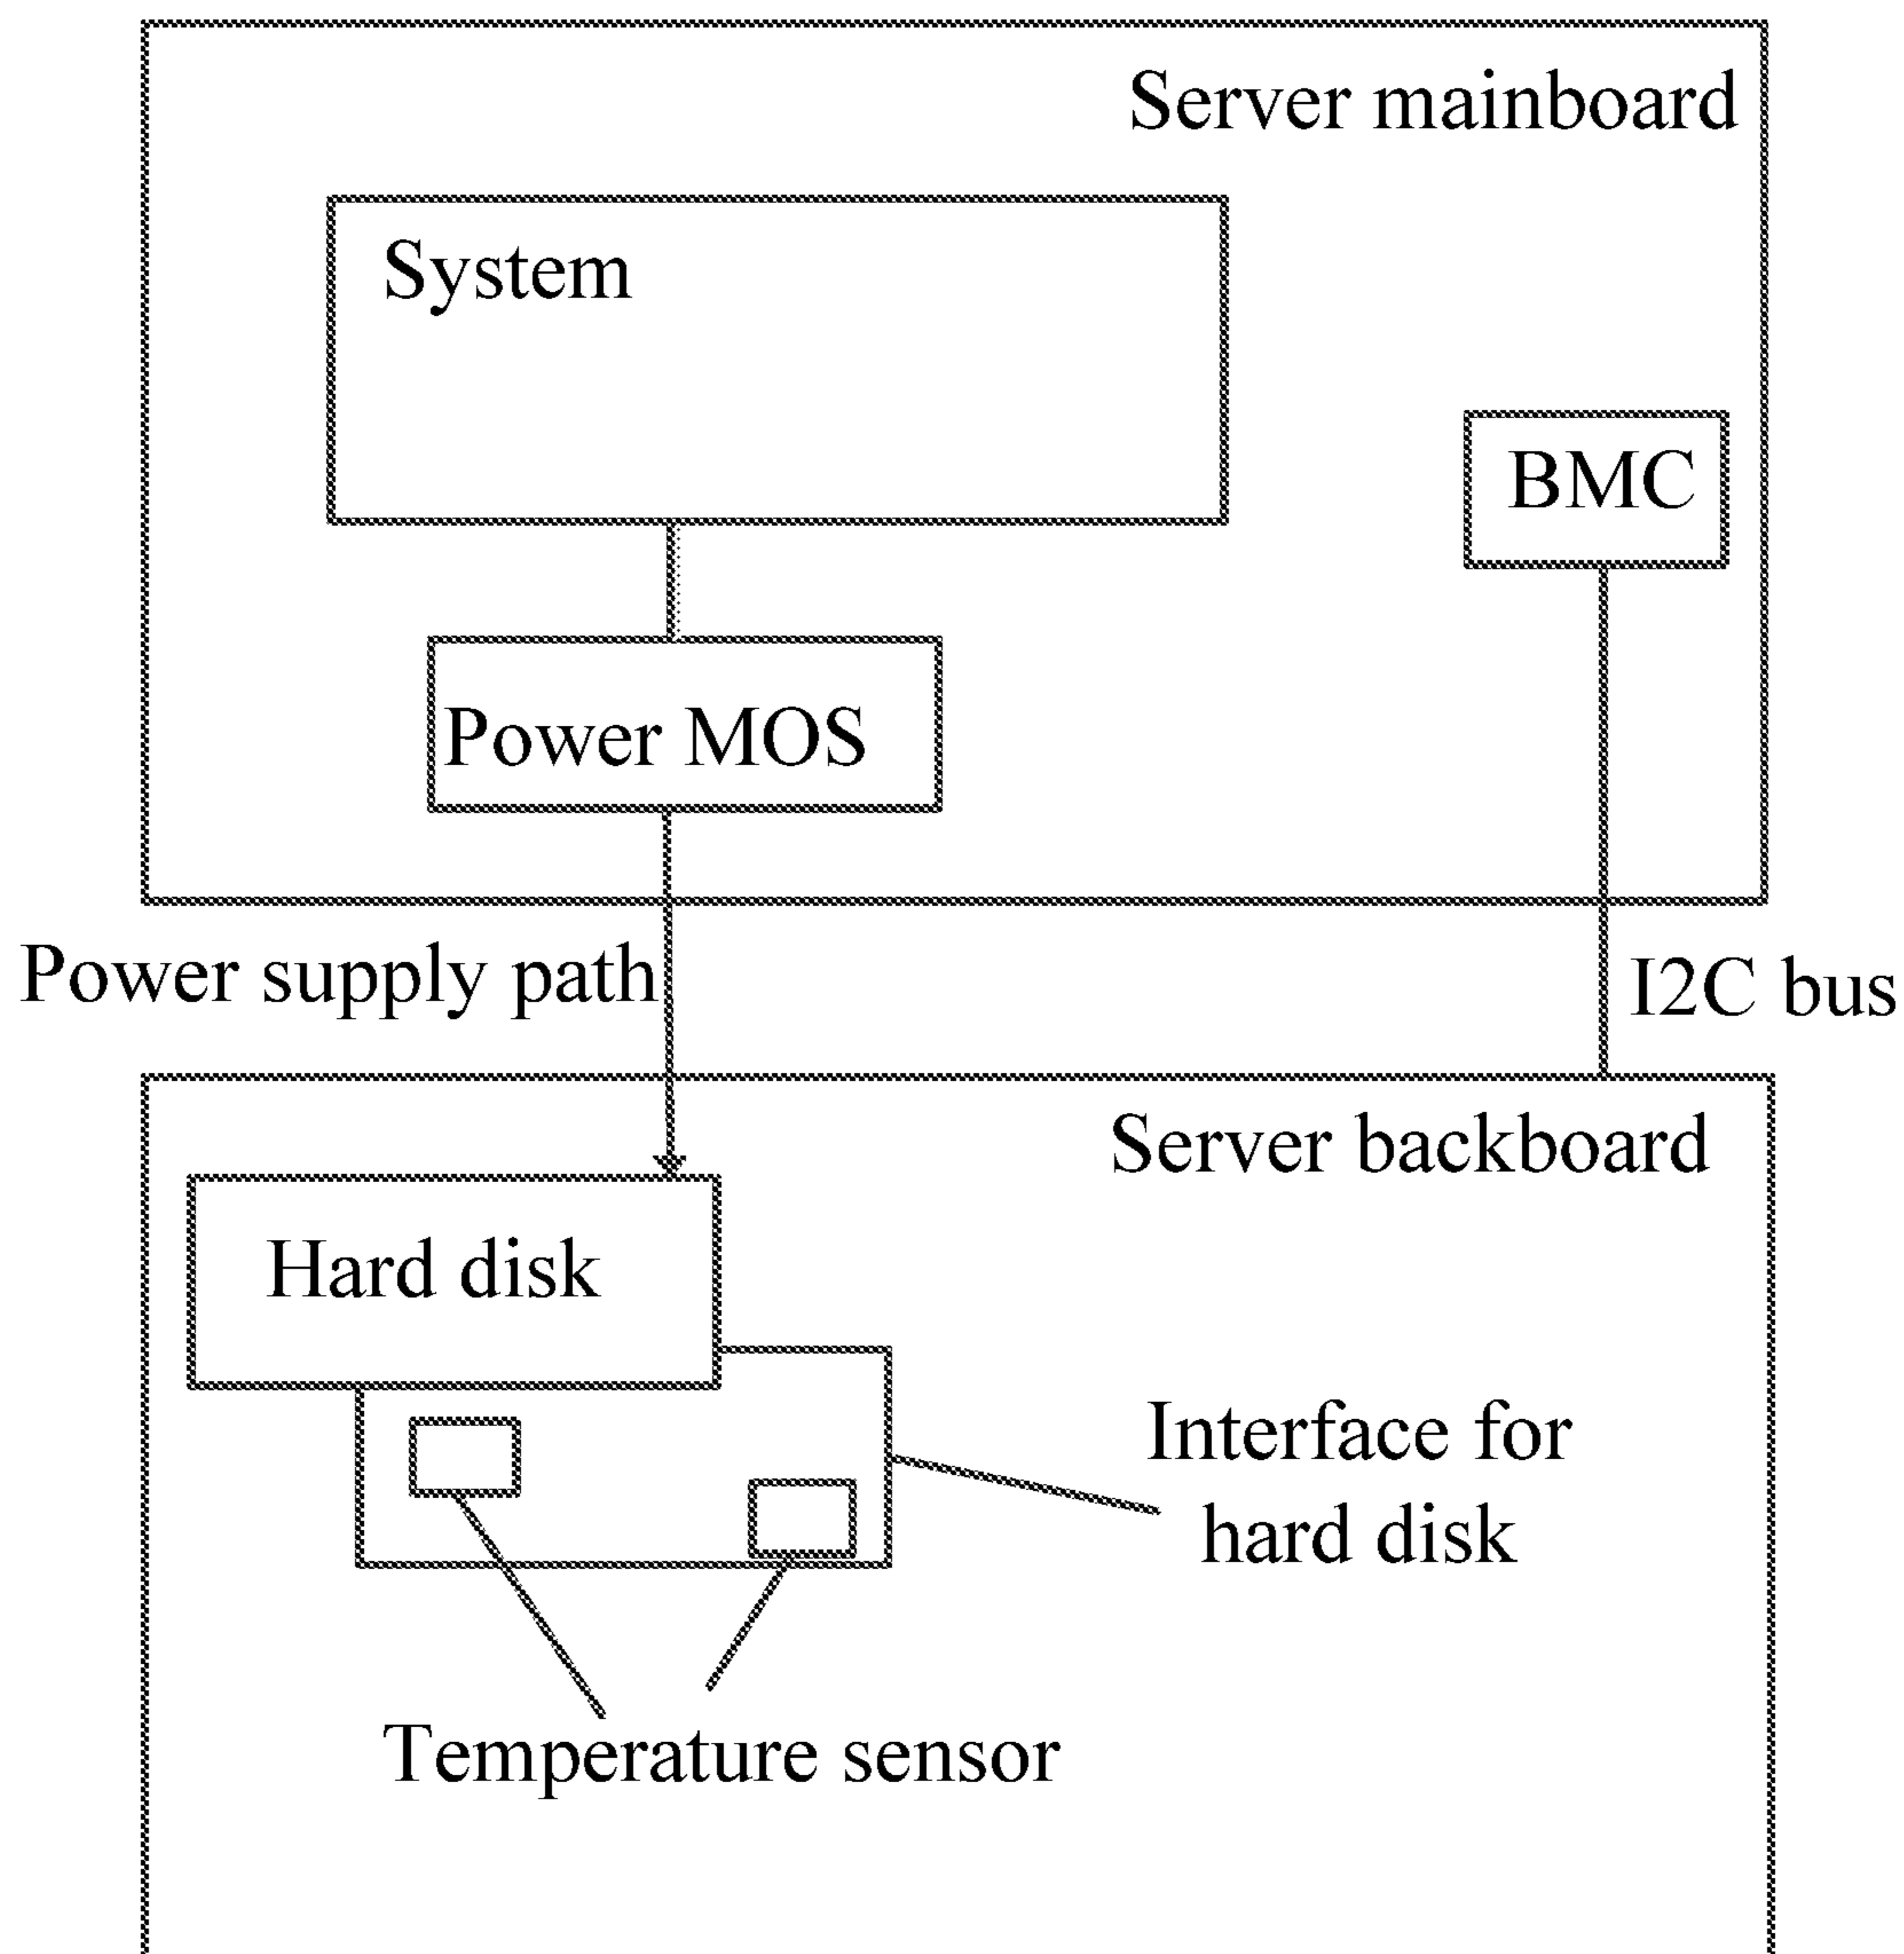 Server mainboard
System
BMC
Power MOS
Power supply path
I2C bus
Server backboard
Hard disk
Interface for
hard disk
Temperature sensor